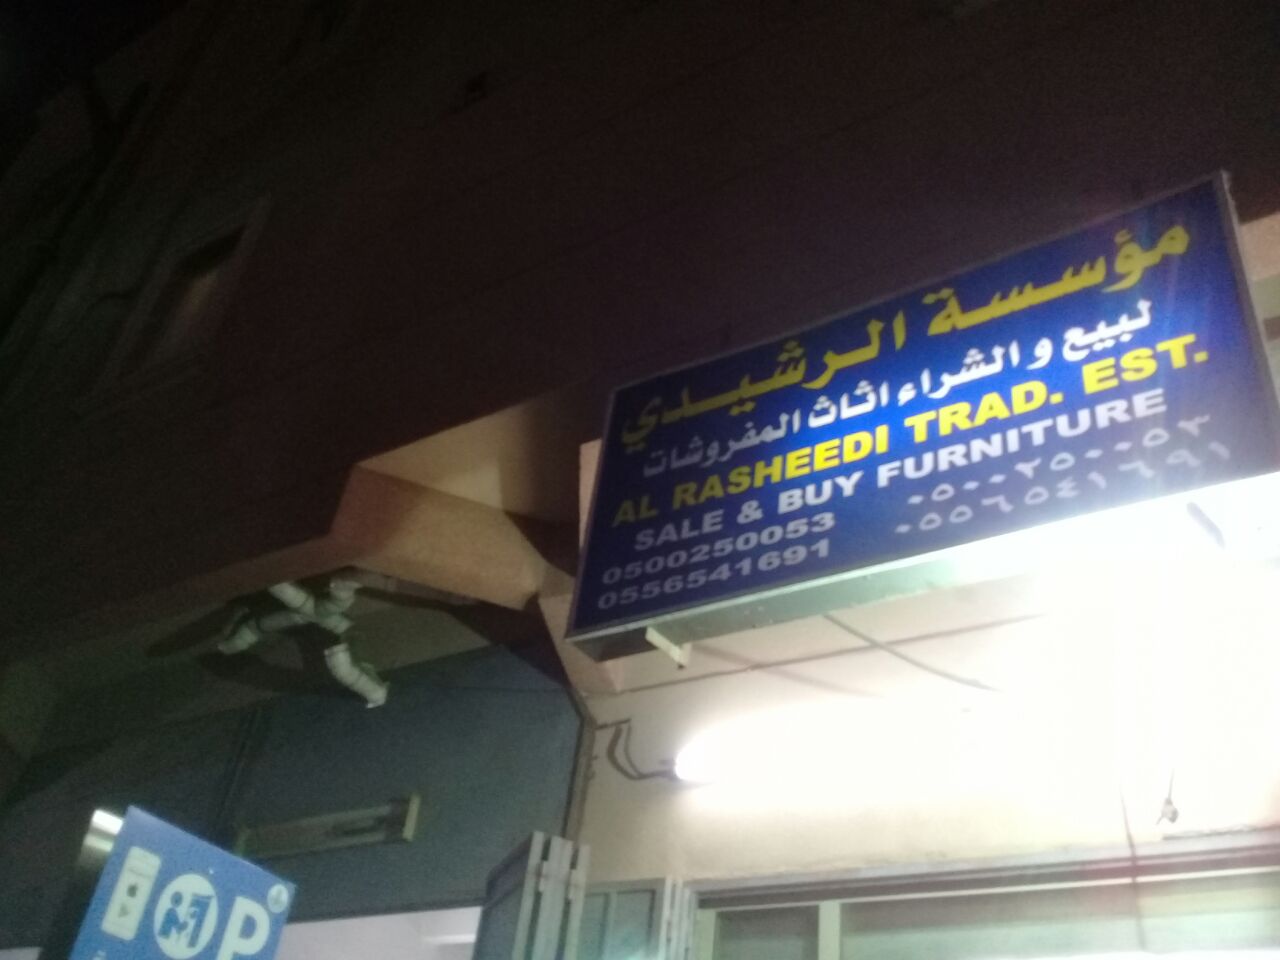 مؤسسة الرشيدي
لبيع و الشراء اثاث المفروشات
AL RASHEEDI TRAD. EST.
SALE & BUY FURNITURE
0500250053 ٠٥٠٠٢٥٠٠٥٣
0556541691 ٠٥٥٦٥٤١٦٩١
P